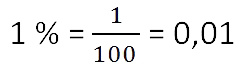 1 % = 1/100 = 0,01